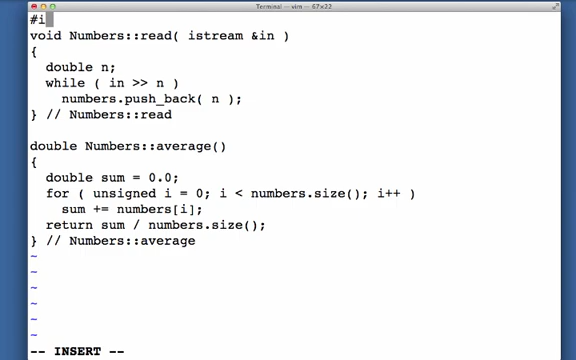 Terminal — vim — 67×22
#i
void Numbers::read( istream &in )
{
  double n;
  while ( in >> n )
    numbers.push_back( n );
} // Numbers::read

double Numbers::average()
{
  double sum = 0.0;
  for ( unsigned i = 0; i < numbers.size(); i++ )
    sum += numbers[i];
  return sum / numbers.size();
} // Numbers::average
~
~
~
~
~
~
-- INSERT --